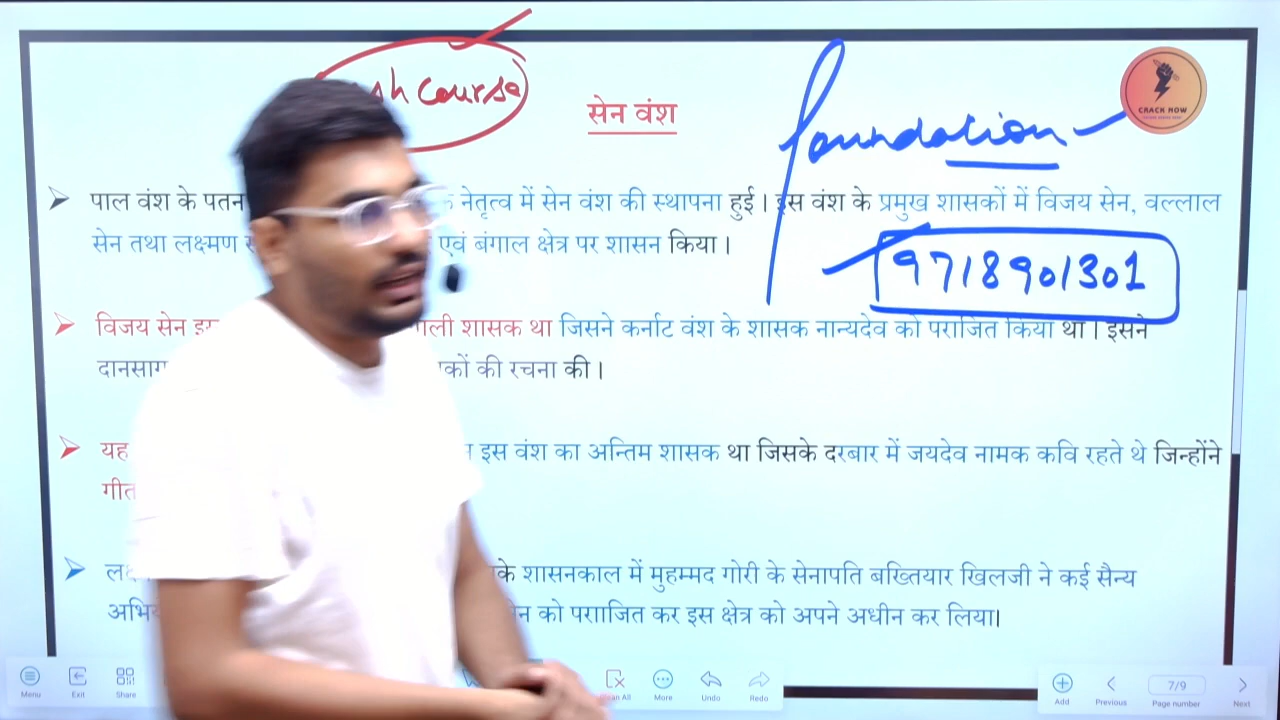 Course
सेन वंश
foundation
CRACK NOW
पाल वंश के पतन नेतृत्व में सेन वंश की स्थापना हुई। इस वंश के प्रमुख शासकों में विजय सेन, वल्लाल
सेन तथा लक्ष्मण एवं बंगाल क्षेत्र पर शासन किया।
9718901301
विजय सेन शासक था जिसने कर्नाट वंश के शासक नान्यदेव को पराजित किया था। इसने
की रचना की।
यह इस वंश का अन्तिम शासक था जिसके दरबार में जयदेव नामक कवि रहते थे जिन्होंने
के शासनकाल में मुहम्मद गोरी के सेनापति बख्तियार खिलजी ने कई सैन्य
को पराजित कर इस क्षेत्र को अपने अधीन कर लिया।
Menu Exit Share More Undo Redo Add Previous 7/9 Page number Next